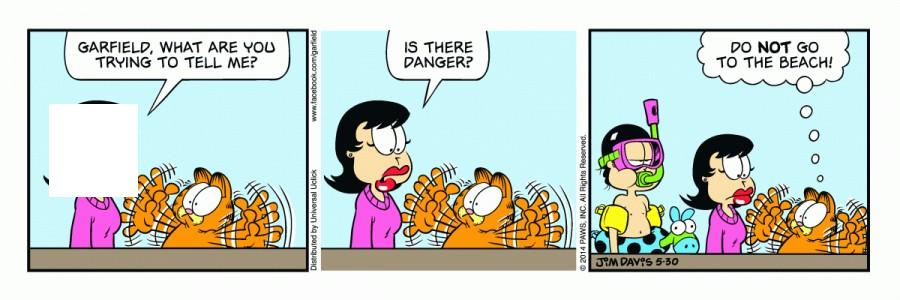 GARFIELD, WHAT ARE YOU
TRYING TO TELL ME?
www.facebook.com/garfield
Distributed by Universal Uclick
IS THERE
DANGER?
© 2014 PAWS, INC. All Rights Reserved.
DO NOT GO
TO THE BEACH!
JIM DAVIS 5-30